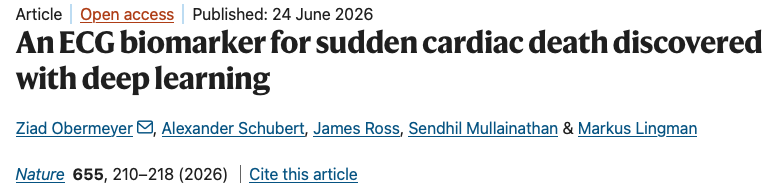 Article | Open access | Published: 24 June 2026
An ECG biomarker for sudden cardiac death discovered
with deep learning
Ziad Obermeyer, Alexander Schubert, James Ross, Sendhil Mullainathan & Markus Lingman
Nature 655, 210–218 (2026) | Cite this article